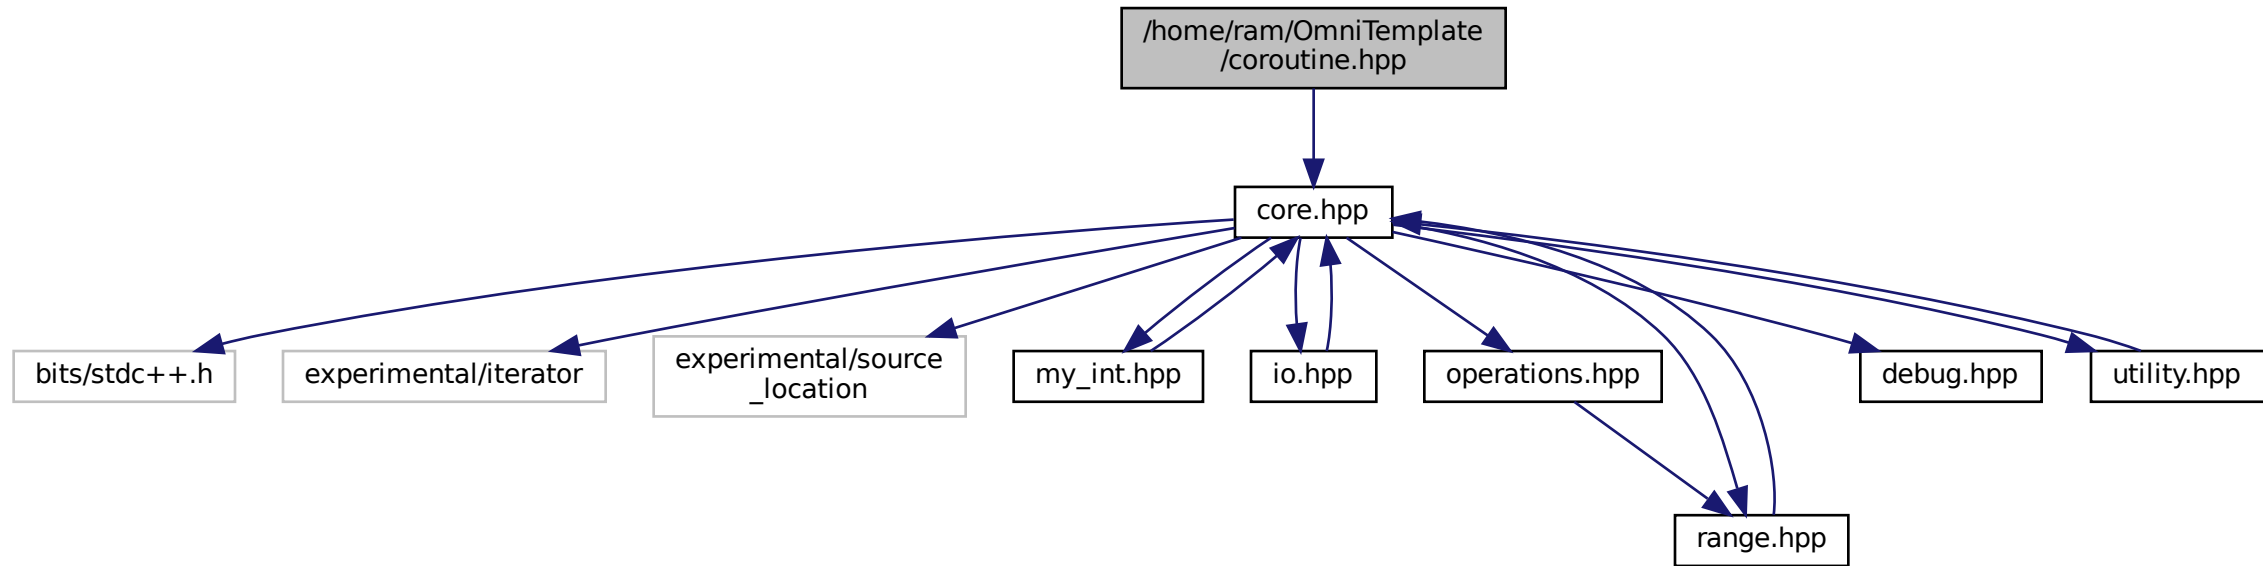 /home/ram/OmniTemplate
/coroutine.hpp
core.hpp
bits/stdc++.h
experimental/iterator
experimental/source
_location
my_int.hpp
io.hpp
operations.hpp
debug.hpp
utility.hpp
range.hpp